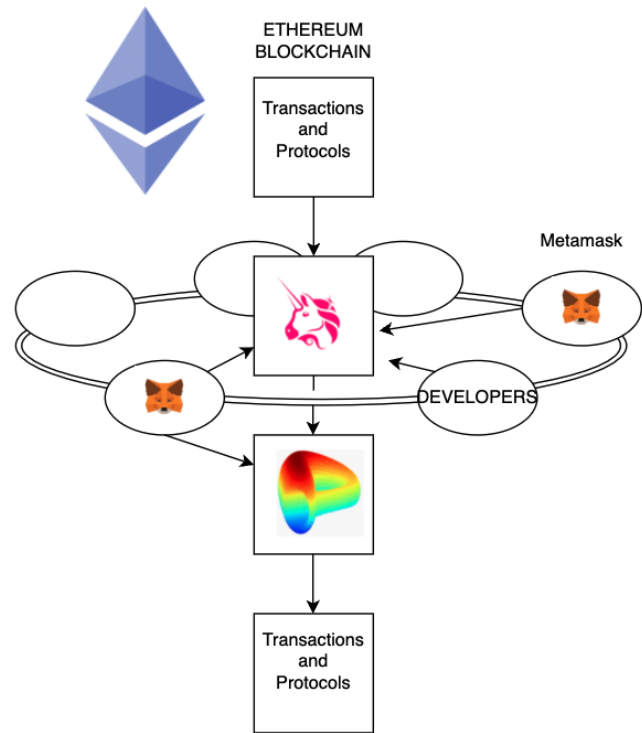 ETHEREUM
BLOCKCHAIN
Transactions
and
Protocols
Metamask
DEVELOPERS
Transactions
and
Protocols